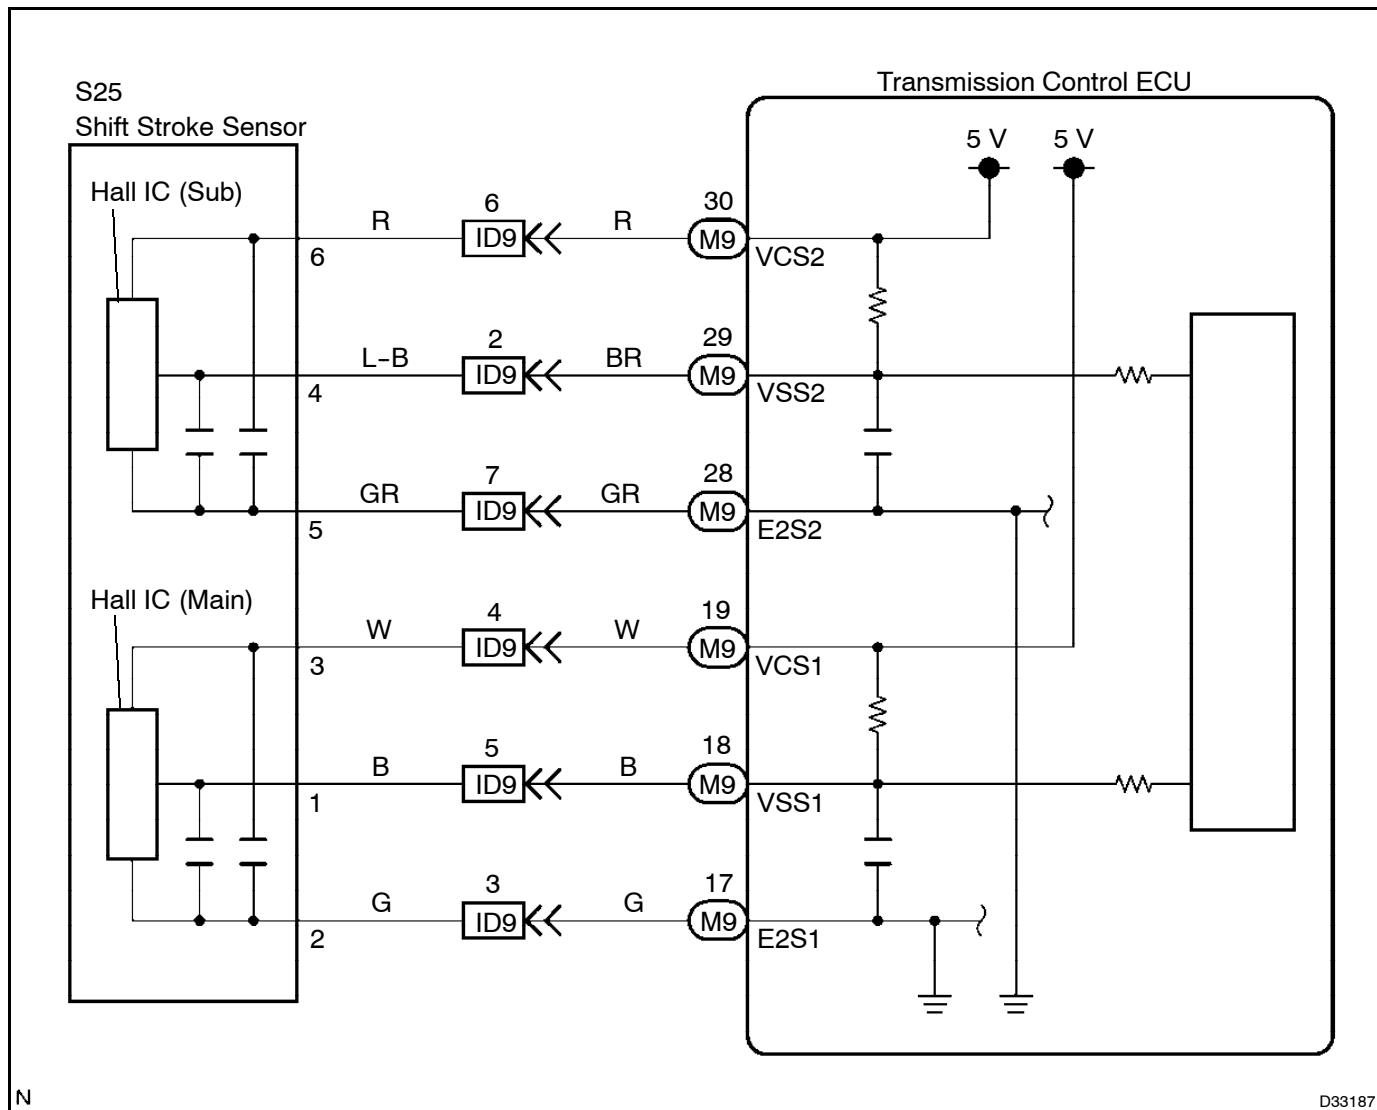 S25
Shift Stroke Sensor
Transmission Control ECU
5 V 5 V
Hall IC (Sub)
R 6 R 30
ID9 M9
6 VCS2
L-B 2 BR 29
ID9 M9
4 VSS2
GR 7 GR 28
ID9 M9
5 E2S2
Hall IC (Main)
W 4 W 19
ID9 M9
3 VCS1
B 5 B 18
ID9 M9
1 VSS1
G 3 G 17
ID9 M9
2 E2S1
N
D33187